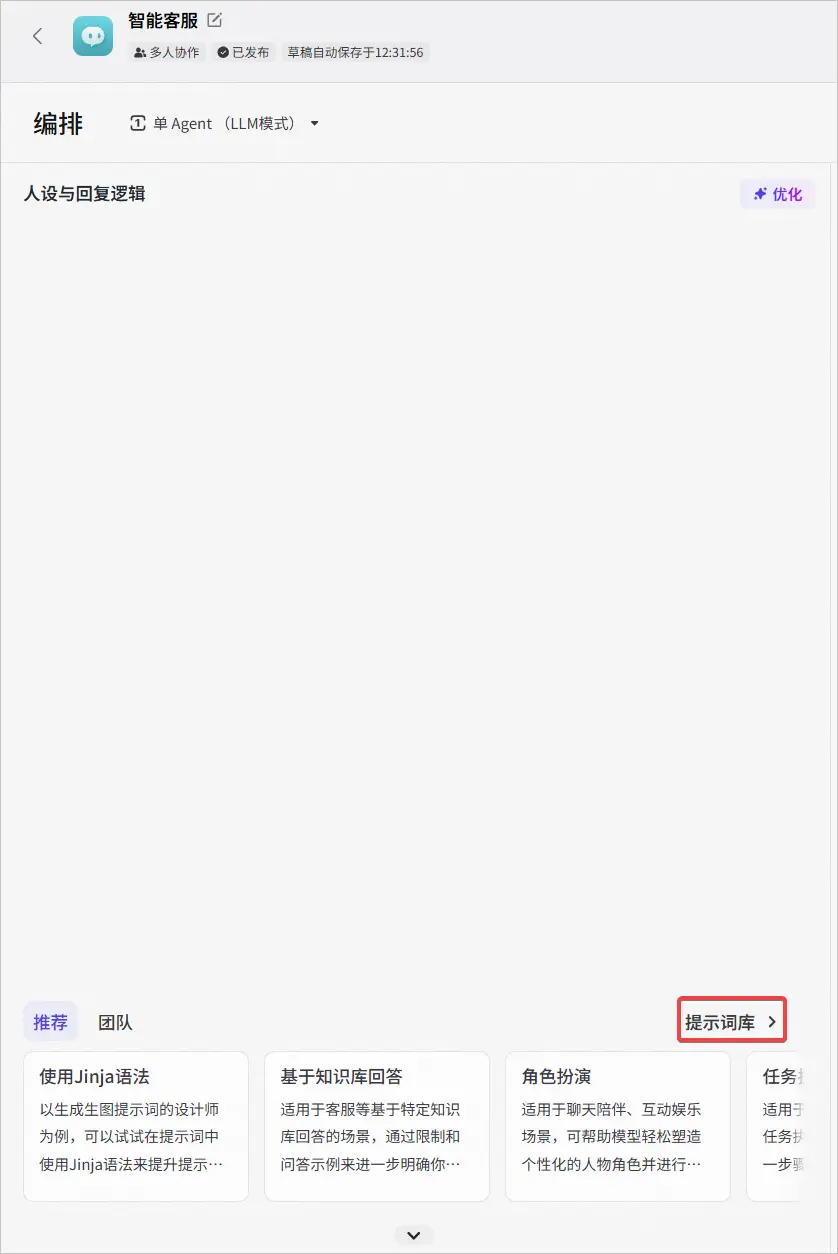 智能客服
多人协作 已发布 草稿自动保存于12:31:56
编排 单 Agent （LLM模式）
人设与回复逻辑 优化
推荐 团队 提示词库
使用Jinja语法
以生成生图提示词的设计师
为例，可以试试在提示词中
使用Jinja语法来提升提示…
基于知识库回答
适用于客服等基于特定知识
库回答的场景，通过限制和
问答示例来进一步明确你…
角色扮演
适用于聊天陪伴、互动娱乐
场景，可帮助模型轻松塑造
个性化的人物角色并进行…
任务
适用于
任务执
一步骤